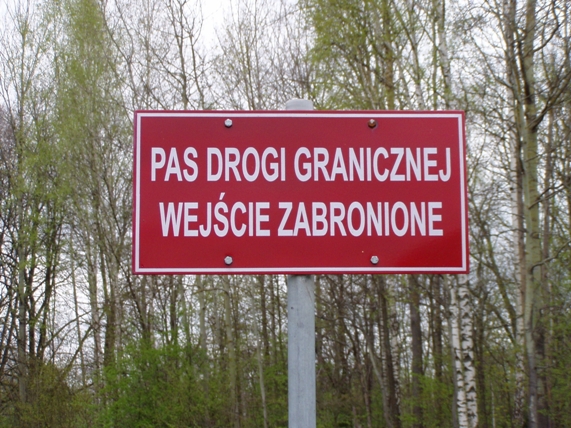 PAS DROGI GRANICZNEJ
WEJŚCIE ZABRONIONE